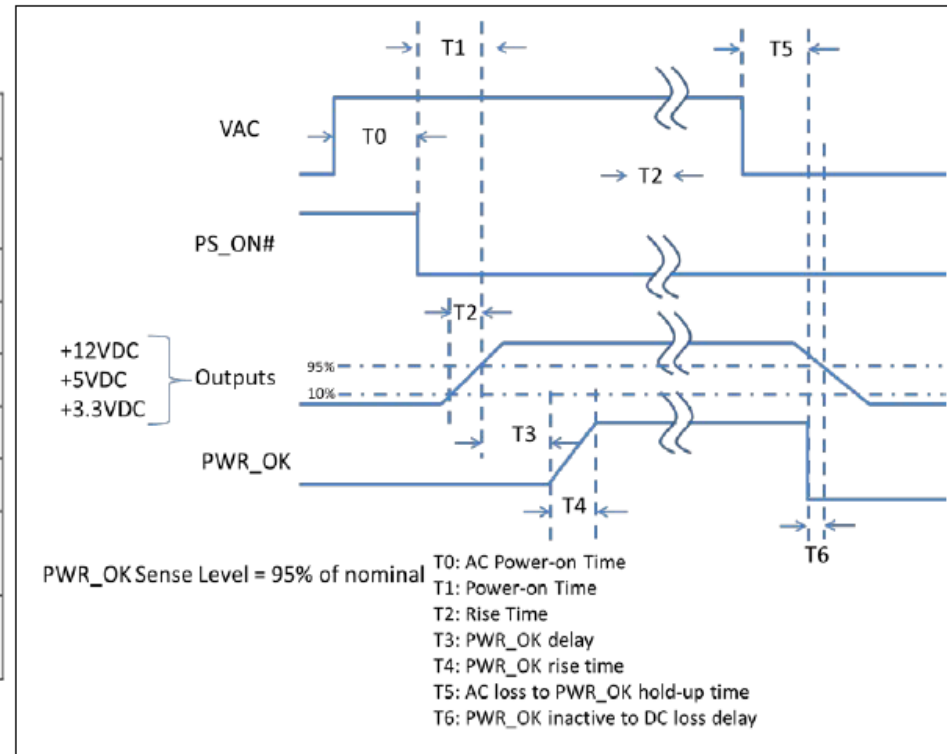 T1
T5
VAC
T0
T2
PS_ON#
T2
+12VDC
+5VDC
+3.3VDC
Outputs
95%
10%
T3
PWR_OK
T4
T6
PWR_OK Sense Level = 95% of nominal
T0: AC Power-on Time
T1: Power-on Time
T2: Rise Time
T3: PWR_OK delay
T4: PWR_OK rise time
T5: AC loss to PWR_OK hold-up time
T6: PWR_OK inactive to DC loss delay